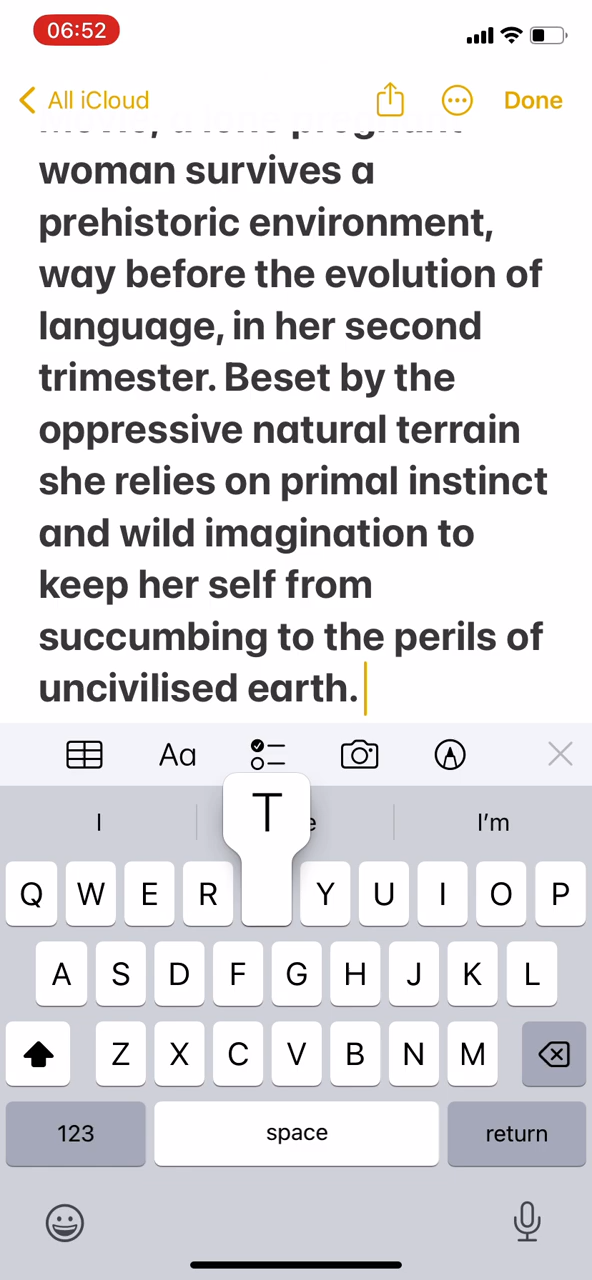 06:52
All iCloud
Done
woman survives a
prehistoric environment,
way before the evolution of
language, in her second
trimester. Beset by the
oppressive natural terrain
she relies on primal instinct
and wild imagination to
keep her self from
succumbing to the perils of
uncivilised earth.
Aa
I
I'm
T
Q W E R Y U I O P
A S D F G H J K L
Z X C V B N M
123 space return